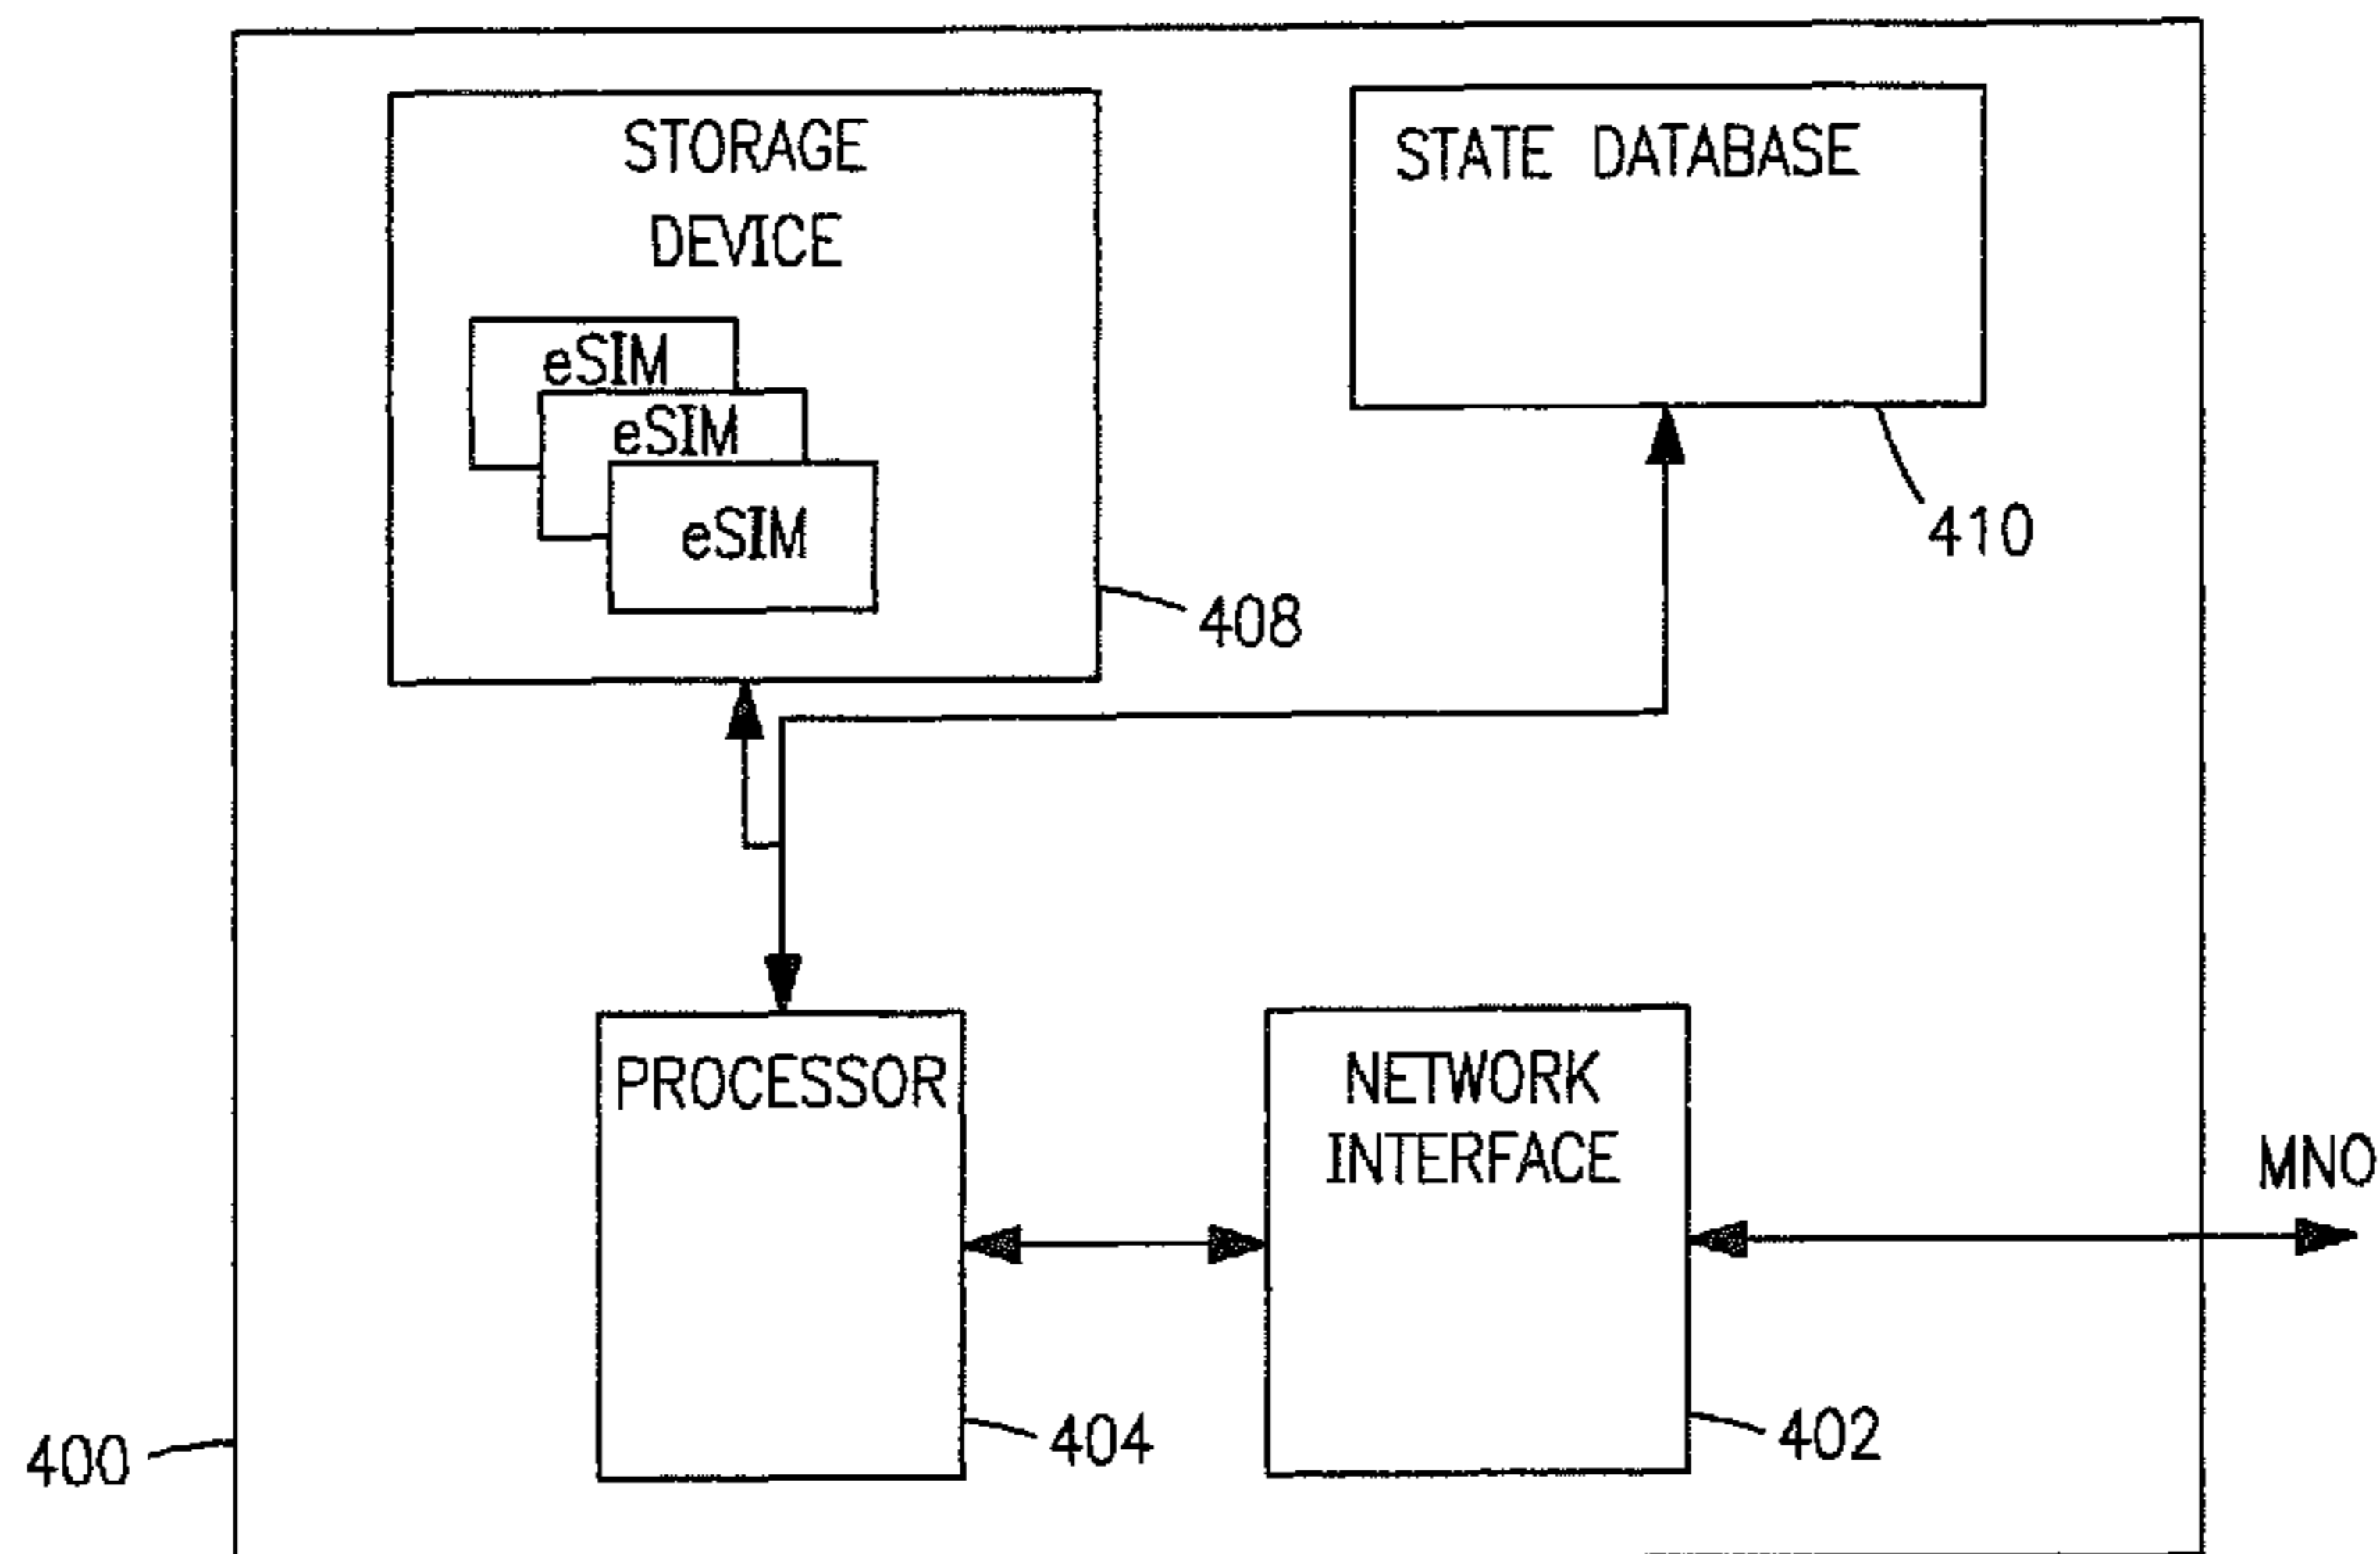 STORAGE
DEVICE
eSIM
eSIM
eSIM
408
STATE DATABASE
410
PROCESSOR
404
NETWORK
INTERFACE
402
MNO
400